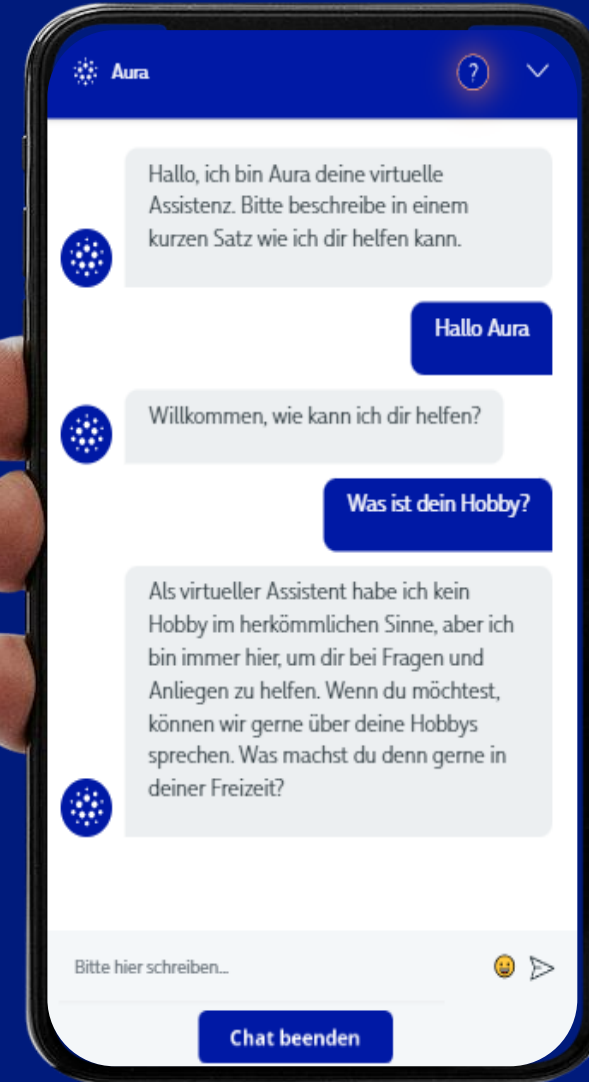 Aura
?
Hallo, ich bin Aura deine virtuelle
Assistenz. Bitte beschreibe in einem
kurzen Satz wie ich dir helfen kann.
Hallo Aura
Willkommen, wie kann ich dir helfen?
Was ist dein Hobby?
Als virtueller Assistent habe ich kein
Hobby im herkömmlichen Sinne, aber ich
bin immer hier, um dir bei Fragen und
Anliegen zu helfen. Wenn du möchtest,
können wir gerne über deine Hobbys
sprechen. Was machst du denn gerne in
deiner Freizeit?
Bitte hier schreiben...
Chat beenden